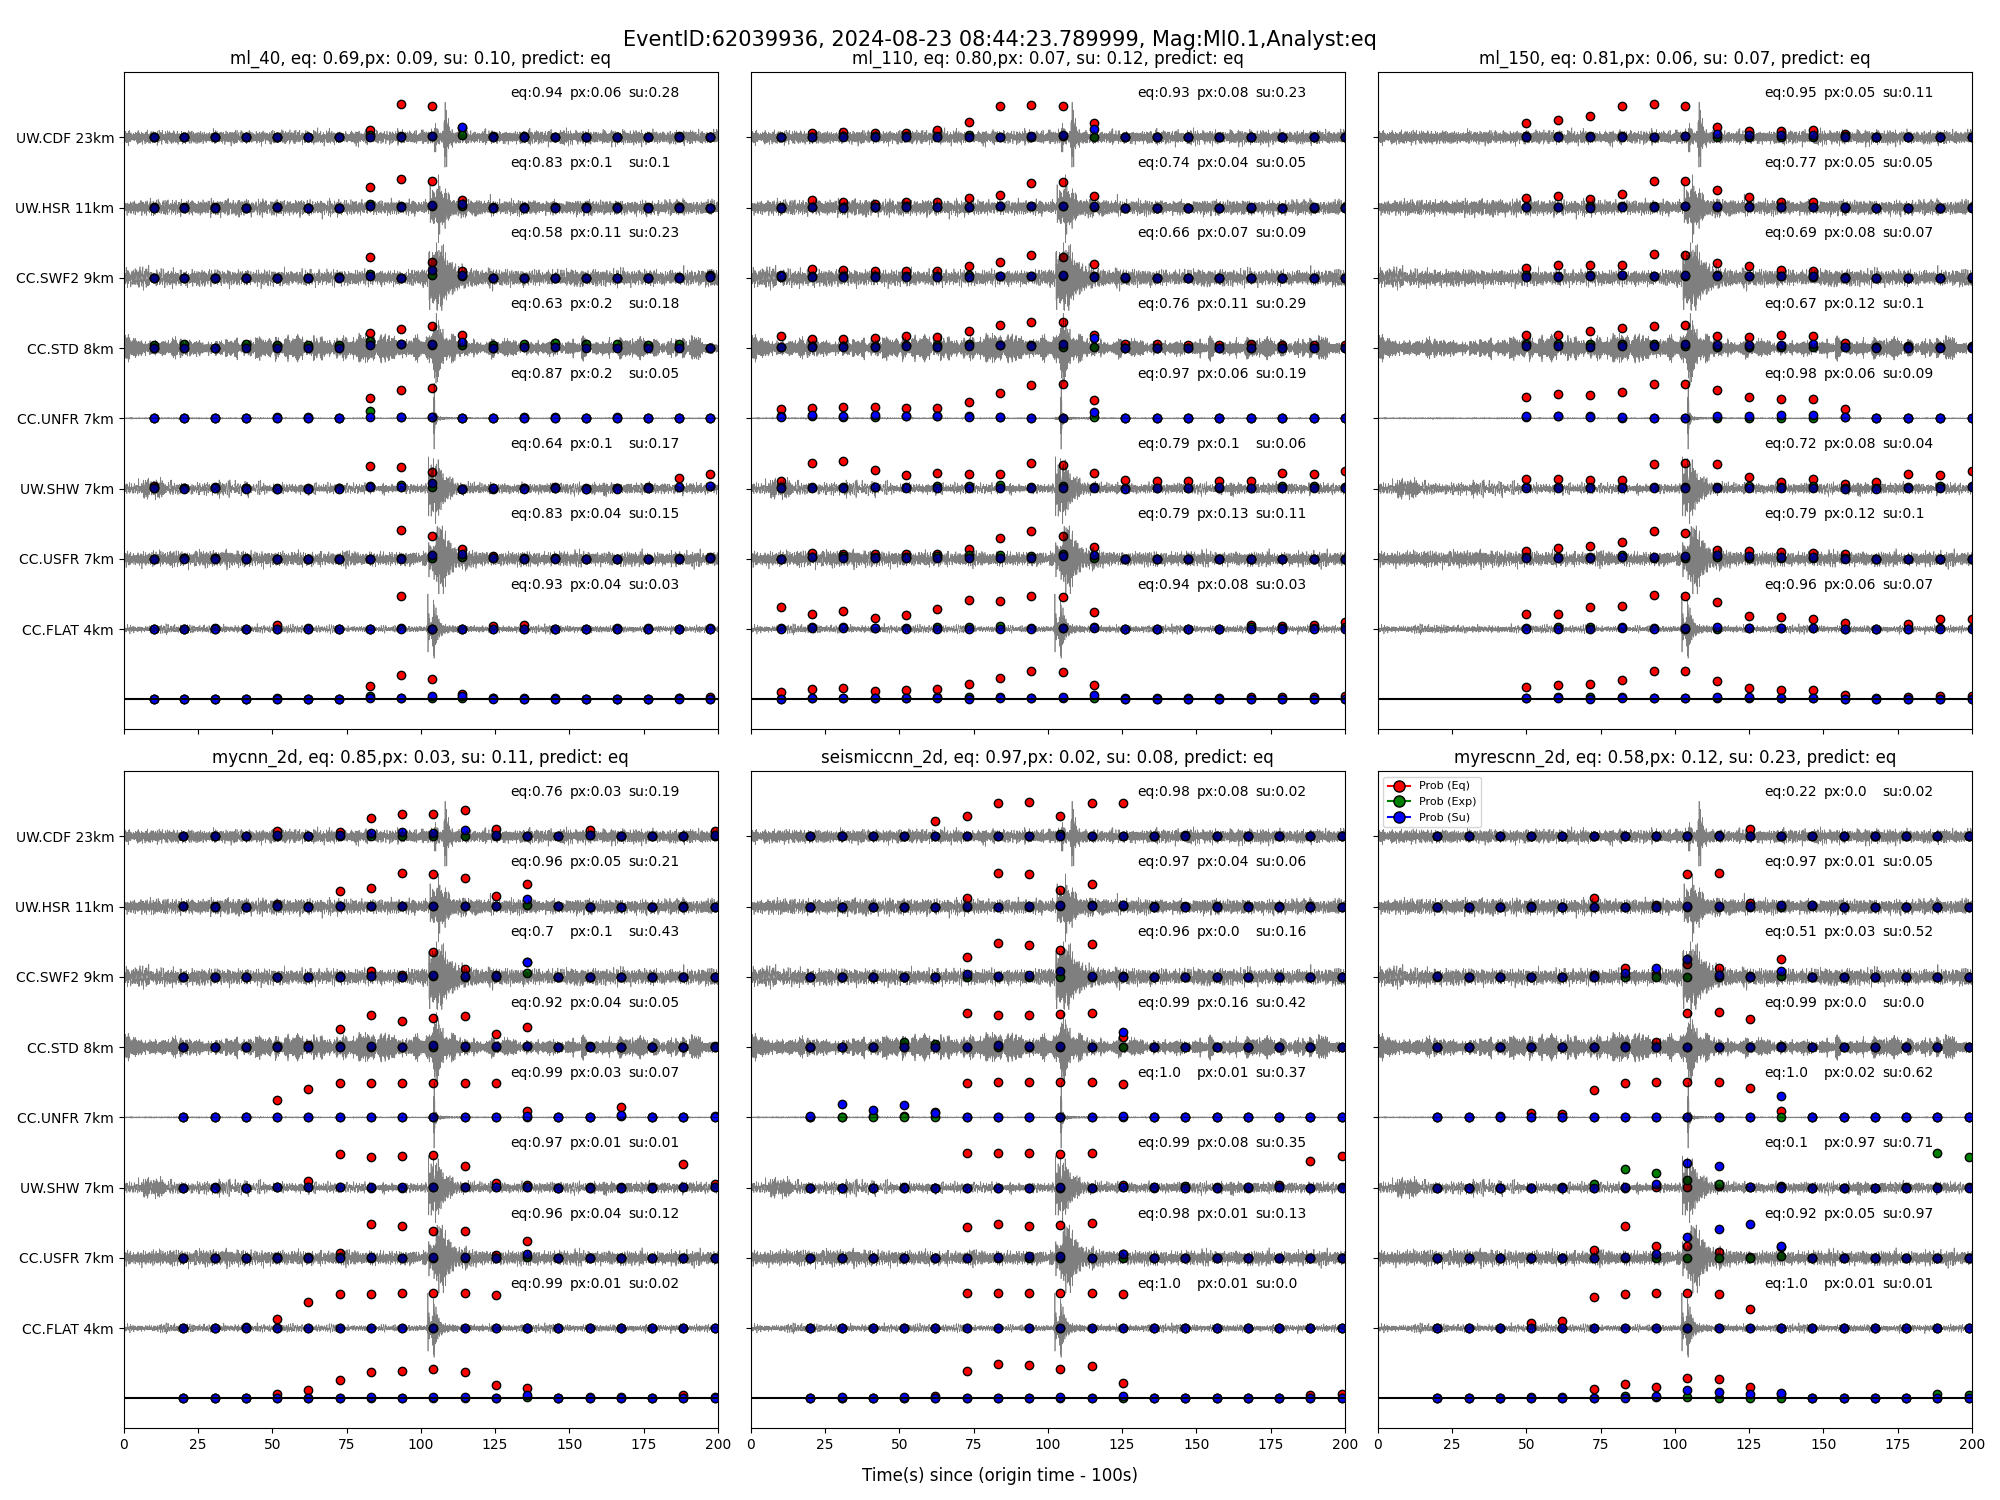 EventID:62039936, 2024-08-23 08:44:23.789999, Mag:Ml0.1,Analyst:eq
ml_40, eq: 0.69,px: 0.09, su: 0.10, predict: eq
eq:0.94 px:0.06 su:0.28
UW.CDF 23km
eq:0.83 px:0.1 su:0.1
UW.HSR 11km
eq:0.58 px:0.11 su:0.23
CC.SWF2 9km
eq:0.63 px:0.2 su:0.18
CC.STD 8km
eq:0.87 px:0.2 su:0.05
CC.UNFR 7km
eq:0.64 px:0.1 su:0.17
UW.SHW 7km
eq:0.83 px:0.04 su:0.15
CC.USFR 7km
eq:0.93 px:0.04 su:0.03
CC.FLAT 4km
ml_110, eq: 0.80,px: 0.07, su: 0.12, predict: eq
eq:0.93 px:0.08 su:0.23
eq:0.74 px:0.04 su:0.05
eq:0.66 px:0.07 su:0.09
eq:0.76 px:0.11 su:0.29
eq:0.97 px:0.06 su:0.19
eq:0.79 px:0.1 su:0.06
eq:0.79 px:0.13 su:0.11
eq:0.94 px:0.08 su:0.03
ml_150, eq: 0.81,px: 0.06, su: 0.07, predict: eq
eq:0.95 px:0.05 su:0.11
eq:0.77 px:0.05 su:0.05
eq:0.69 px:0.08 su:0.07
eq:0.67 px:0.12 su:0.1
eq:0.98 px:0.06 su:0.09
eq:0.72 px:0.08 su:0.04
eq:0.79 px:0.12 su:0.1
eq:0.96 px:0.06 su:0.07
mycnn_2d, eq: 0.85,px: 0.03, su: 0.11, predict: eq
eq:0.76 px:0.03 su:0.19
UW.CDF 23km
eq:0.96 px:0.05 su:0.21
UW.HSR 11km
eq:0.7 px:0.1 su:0.43
CC.SWF2 9km
eq:0.92 px:0.04 su:0.05
CC.STD 8km
eq:0.99 px:0.03 su:0.07
CC.UNFR 7km
eq:0.97 px:0.01 su:0.01
UW.SHW 7km
eq:0.96 px:0.04 su:0.12
CC.USFR 7km
eq:0.99 px:0.01 su:0.02
CC.FLAT 4km
0 25 50 75 100 125 150 175 200
seismiccnn_2d, eq: 0.97,px: 0.02, su: 0.08, predict: eq
eq:0.98 px:0.08 su:0.02
eq:0.97 px:0.04 su:0.06
eq:0.96 px:0.0 su:0.16
eq:0.99 px:0.16 su:0.42
eq:1.0 px:0.01 su:0.37
eq:0.99 px:0.08 su:0.35
eq:0.98 px:0.01 su:0.13
eq:1.0 px:0.01 su:0.0
0 25 50 75 100 125 150 175 200
myrescnn_2d, eq: 0.58,px: 0.12, su: 0.23, predict: eq
Prob (Eq)
Prob (Exp)
Prob (Su)
eq:0.22 px:0.0 su:0.02
eq:0.97 px:0.01 su:0.05
eq:0.51 px:0.03 su:0.52
eq:0.99 px:0.0 su:0.0
eq:1.0 px:0.02 su:0.62
eq:0.1 px:0.97 su:0.71
eq:0.92 px:0.05 su:0.97
eq:1.0 px:0.01 su:0.01
0 25 50 75 100 125 150 175 200
Time(s) since (origin time - 100s)